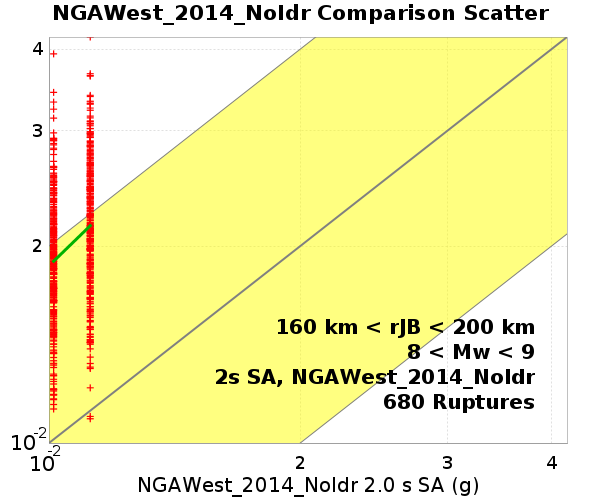 NGAWest_2014_NoIdr Comparison Scatter
4
3
2
10-2
10-2
2
3
4
160 km < rJB < 200 km
8 < Mw < 9
2s SA, NGAWest_2014_NoIdr
680 Ruptures
NGAWest_2014_NoIdr 2.0 s SA (g)